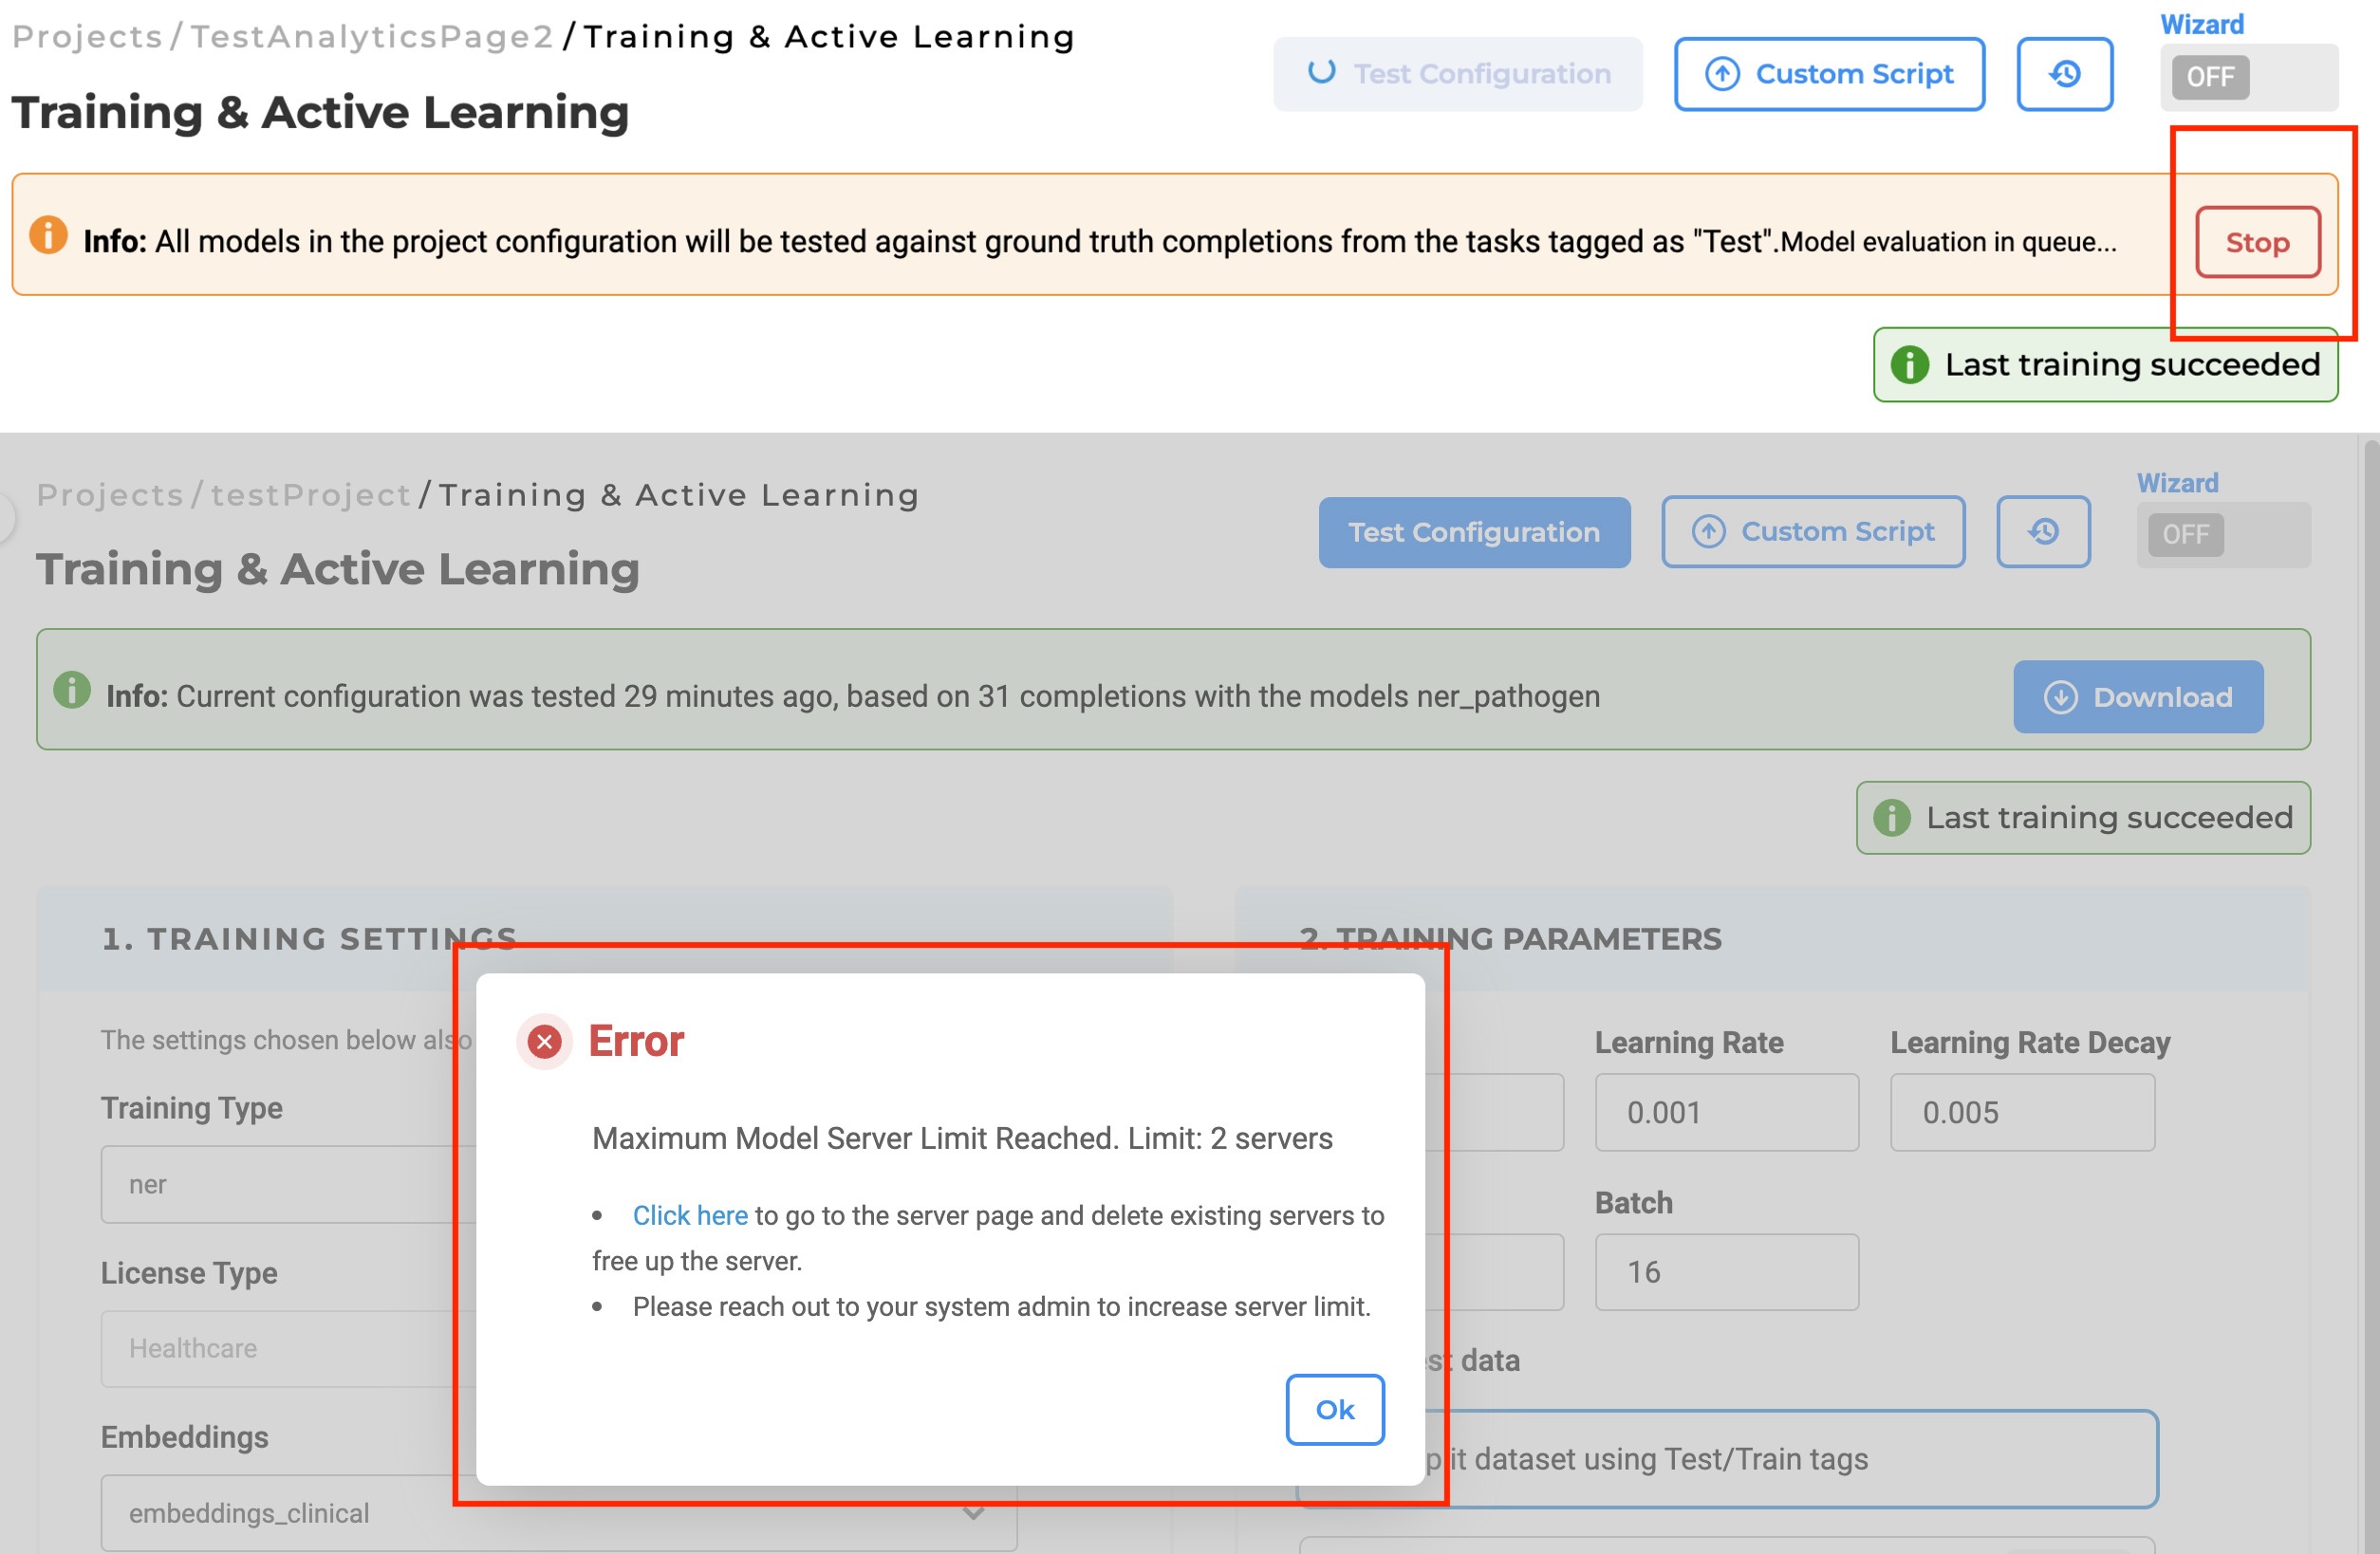 Projects/TestAnalyticsPage2/Training & Active Learning
Wizard
Test Configuration
Custom Script
OFF
Training & Active Learning
Info: All models in the project configuration will be tested against ground truth completions from the tasks tagged as "Test".Model evaluation in queue...
Stop
Last training succeeded
Projects/testProject/Training & Active Learning
Wizard
Test Configuration
Custom Script
OFF
Training & Active Learning
Info: Current configuration was tested 29 minutes ago, based on 31 completions with the models ner_pathogen
Download
Last training succeeded
1. TRAINING SETTINGS
2. TRAINING PARAMETERS
The settings chosen below also
Training Type
ner
License Type
Healthcare
Embeddings
embeddings_clinical
Error
Maximum Model Server Limit Reached. Limit: 2 servers
• Click here to go to the server page and delete existing servers to
free up the server.
• Please reach out to your system admin to increase server limit.
Ok
Learning Rate
Learning Rate Decay
0.001
0.005
Batch
16
data
dataset using Test/Train tags